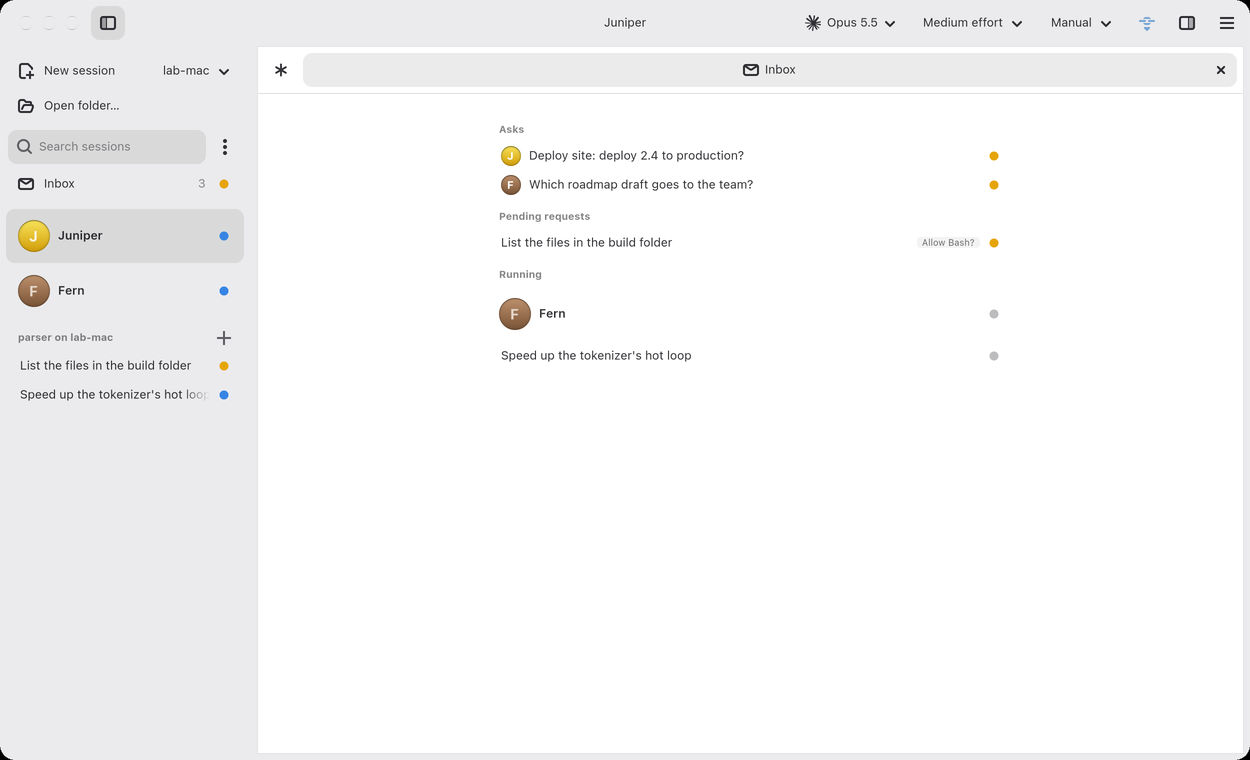 Juniper
Opus 5.5
Medium effort
Manual
New session
lab-mac
Open folder...
Search sessions
Inbox
3
J
Juniper
F
Fern
parser on lab-mac
List the files in the build folder
Speed up the tokenizer's hot loop
Inbox
Asks
J
Deploy site: deploy 2.4 to production?
F
Which roadmap draft goes to the team?
Pending requests
List the files in the build folder
Allow Bash?
Running
F
Fern
Speed up the tokenizer's hot loop